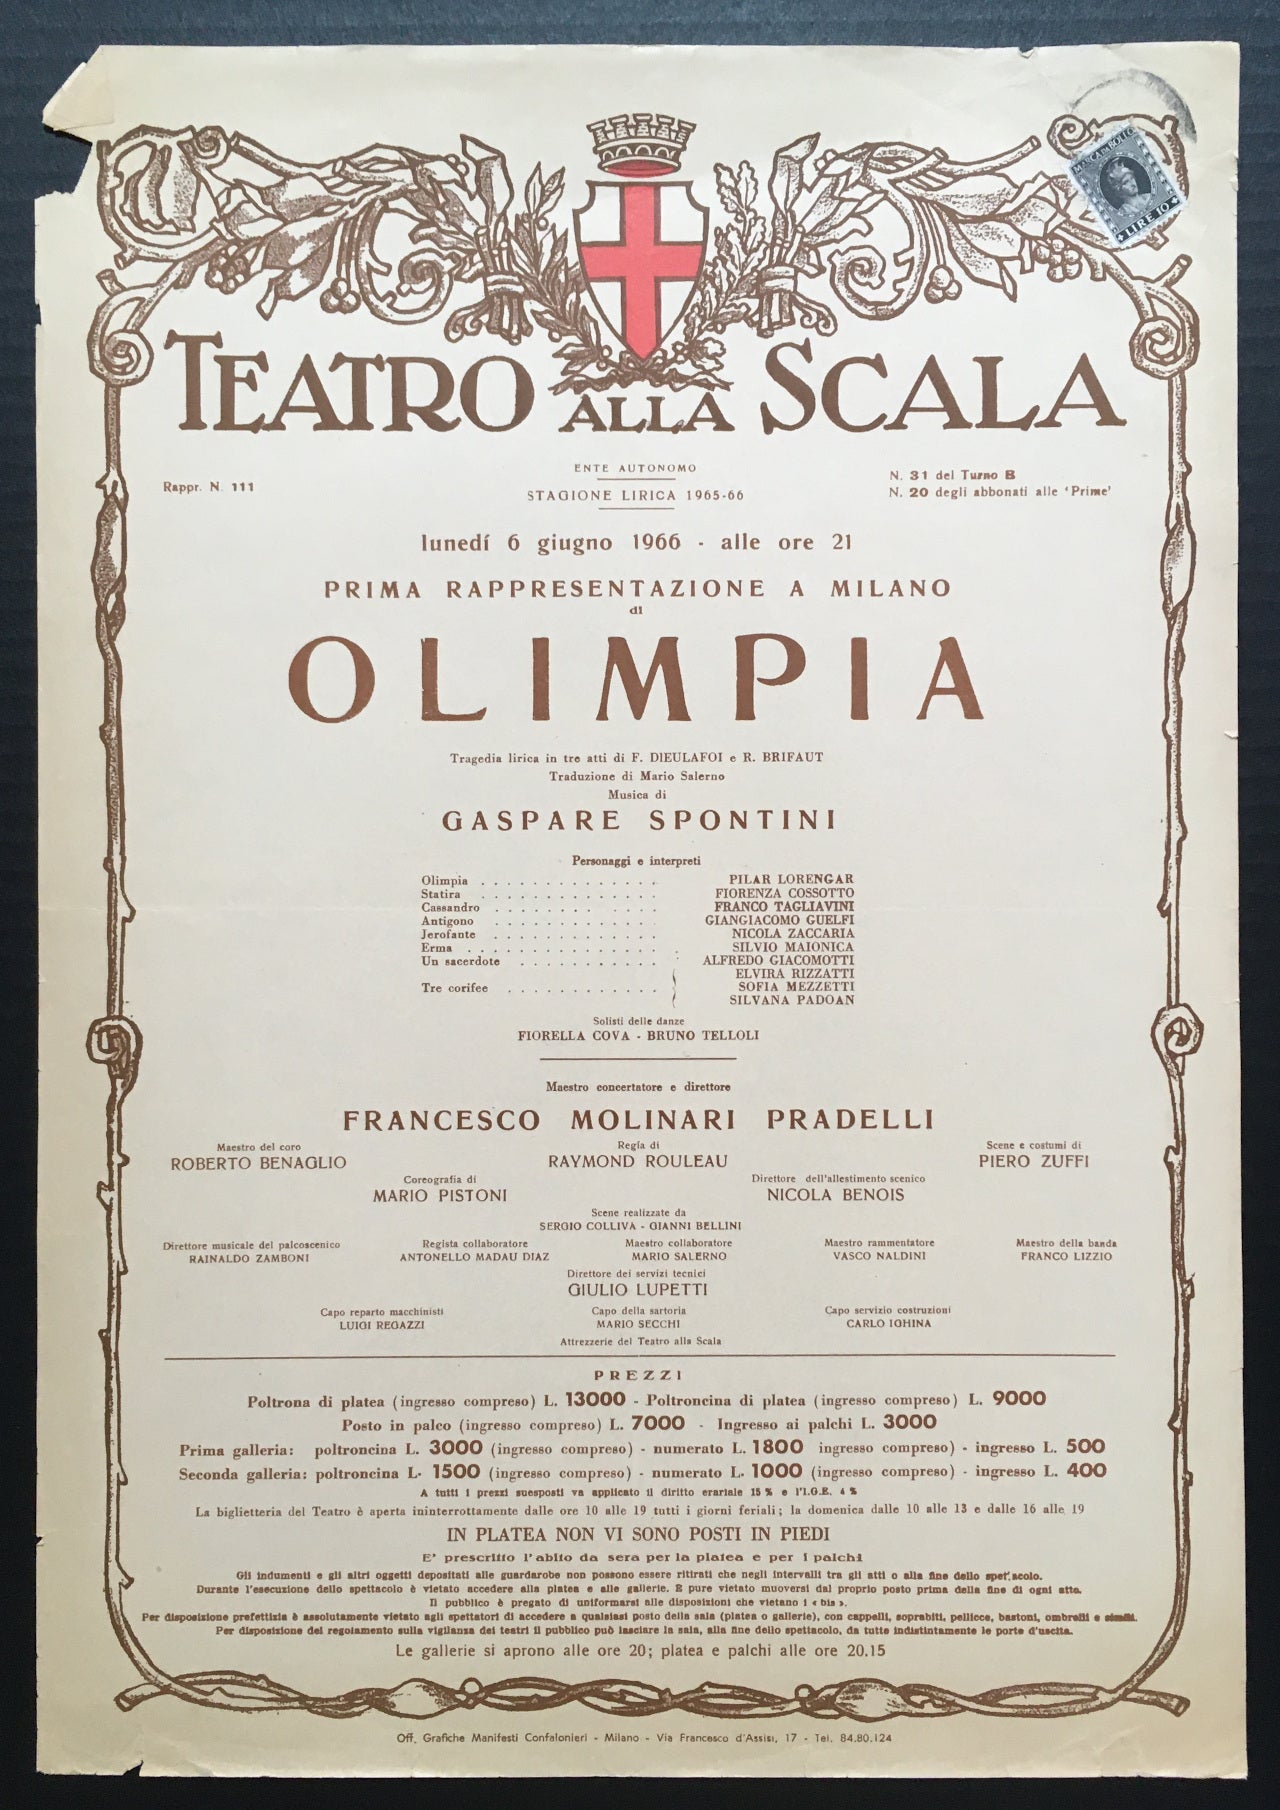 MARCA DA BOLLO
LIRE 10
TEATRO ALLA SCALA
ENTE AUTONOMO
Rappr. N. 111
STAGIONE LIRICA 1965-66
N. 31 del Turno B
N. 20 degli abbonati alle 'Prime'
lunedí 6 giugno 1966 - alle ore 21
PRIMA RAPPRESENTAZIONE A MILANO
di
OLIMPIA
Tragedia lirica in tre atti di F. DIEULAFOI e R. BRIFAUT
Traduzione di Mario Salerno
Musica di
GASPARE SPONTINI
Personaggi e interpreti
Olimpia . . . . . . . . . . . . . . PILAR LORENGAR
Statira . . . . . . . . . . . . . . FIORENZA COSSOTTO
Cassandro . . . . . . . . . . . . . FRANCO TAGLIAVINI
Antigono . . . . . . . . . . . . . GIANGIACOMO GUELFI
Jerofante . . . . . . . . . . . . . NICOLA ZACCARIA
Erma . . . . . . . . . . . . . . . SILVIO MAIONICA
Un sacerdote . . . . . . . . . . . ALFREDO GIACOMOTTI
ELVIRA RIZZATTI
Tre corifee . . . . . . . . . . . . SOFIA MEZZETTI
SILVANA PADOAN
Solisti delle danze
FIORELLA COVA - BRUNO TELLOLI
Maestro concertatore e direttore
FRANCESCO MOLINARI PRADELLI
Maestro del coro
ROBERTO BENAGLIO
Regía di
RAYMOND ROULEAU
Scene e costumi di
PIERO ZUFFI
Coreografia di
MARIO PISTONI
Direttore dell'allestimento scenico
NICOLA BENOIS
Scene realizzate da
SERGIO COLLIVA - GIANNI BELLINI
Direttore musicale del palcoscenico
RAINALDO ZAMBONI
Regista collaboratore
ANTONELLO MADAU DIAZ
Maestro collaboratore
MARIO SALERNO
Maestro rammentatore
VASCO NALDINI
Maestro della banda
FRANCO LIZZIO
Direttore dei servizi tecnici
GIULIO LUPETTI
Capo reparto macchinisti
LUIGI REGAZZI
Capo della sartoria
MARIO SECCHI
Capo servizio costruzioni
CARLO IGHINA
Attrezzerie del Teatro alla Scala
PREZZI
Poltrona di platea (ingresso compreso) L. 13000 - Poltroncina di platea (ingresso compreso) L. 9000
Posto in palco (ingresso compreso) L. 7000 - Ingresso ai palchi L. 3000
Prima galleria: poltroncina L. 3000 (ingresso compreso) - numerato L. 1800 ingresso compreso) - ingresso L. 500
Seconda galleria: poltroncina L. 1500 (ingresso compreso) - numerato L. 1000 (ingresso compreso) - ingresso L. 400
A tutti i prezzi suesposti va applicato il diritto erariale 15 % e l'I.G.E. 4 %
La biglietteria del Teatro è aperta ininterrottamente dalle ore 10 alle 19 tutti i giorni feriali; la domenica dalle 10 alle 13 e dalle 16 alle 19
IN PLATEA NON VI SONO POSTI IN PIEDI
E' prescritto l'abito da sera per la platea e per i palchi
Gli indumenti e gli altri oggetti depositati alle guardarobe non possono essere ritirati che negli intervalli tra gli atti o alla fine dello spettacolo.
Durante l'esecuzione dello spettacolo è vietato accedere alla platea e alle gallerie. E pure vietato muoversi dal proprio posto prima della fine di ogni atto.
Il pubblico è pregato di uniformarsi alle disposizioni che vietano i « bis ».
Per disposizione prefettizia è assolutamente vietato agli spettatori di accedere a qualsiasi posto della sala (platea o gallerie), con cappelli, soprabiti, pellicce, bastoni, ombrelli e simili.
Per disposizione del regolamento sulla vigilanza dei teatri il pubblico può lasciare la sala, alla fine dello spettacolo, da tutte indistintamente le porte d'uscita.
Le gallerie si aprono alle ore 20; platea e palchi alle ore 20.15
Off. Grafiche Manifesti Confalonieri - Milano - Via Francesco d'Assisi, 17 - Tel. 84.80.124